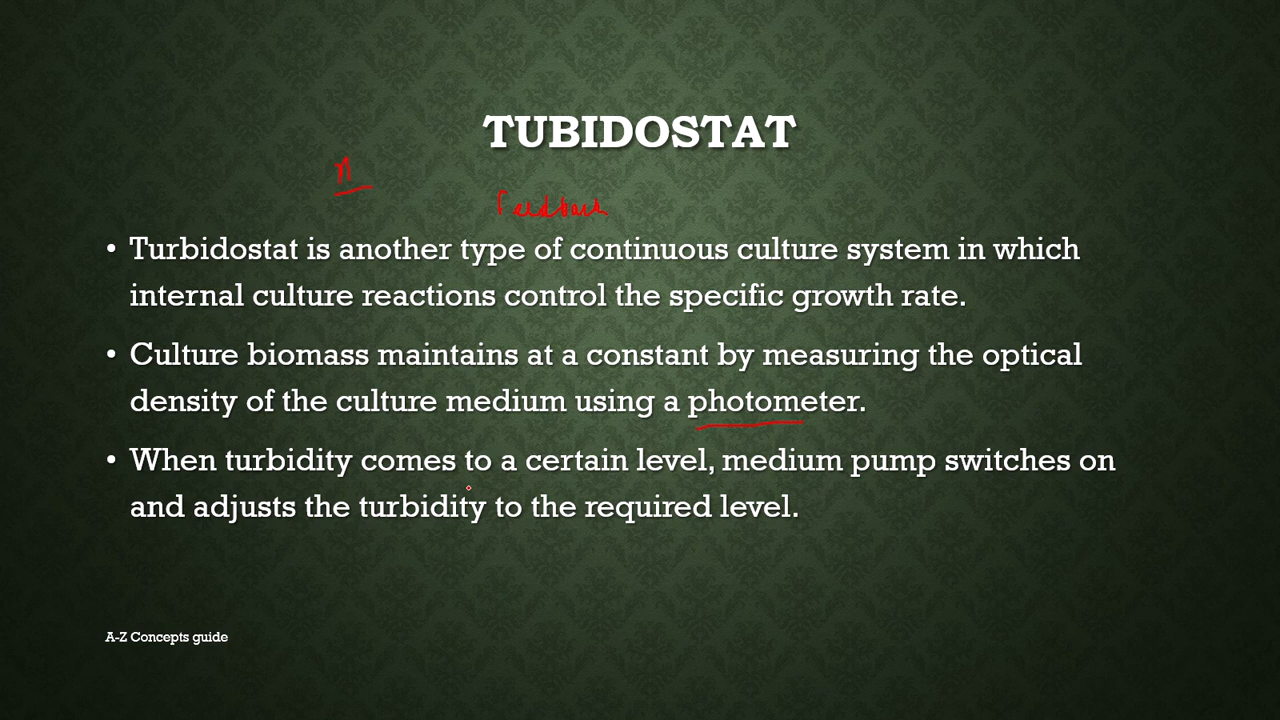 TUBIDOSTAT
Feedback
• Turbidostat is another type of continuous culture system in which
internal culture reactions control the specific growth rate.
• Culture biomass maintains at a constant by measuring the optical
density of the culture medium using a photometer.
• When turbidity comes to a certain level, medium pump switches on
and adjusts the turbidity to the required level.
A-Z Concepts guide